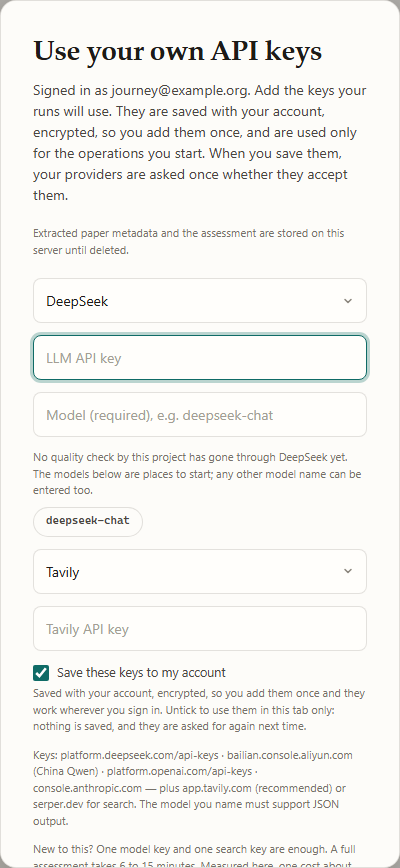 Use your own API keys
Signed in as journey@example.org. Add the keys your
runs will use. They are saved with your account,
encrypted, so you add them once, and are used only
for the operations you start. When you save them,
your providers are asked once whether they accept
them.
Extracted paper metadata and the assessment are stored on this
server until deleted.
DeepSeek
LLM API key
Model (required), e.g. deepseek-chat
No quality check by this project has gone through DeepSeek yet.
The models below are places to start; any other model name can be
entered too.
deepseek-chat
Tavily
Tavily API key
Save these keys to my account
Saved with your account, encrypted, so you add them once and they
work wherever you sign in. Untick to use them in this tab only:
nothing is saved, and they are asked for again next time.
Keys: platform.deepseek.com/api-keys · bailian.console.aliyun.com
(China Qwen) · platform.openai.com/api-keys ·
console.anthropic.com — plus app.tavily.com (recommended) or
serper.dev for search. The model you name must support JSON
output.
New to this? One model key and one search key are enough. A full
assessment takes 6 to 15 minutes. Measured here, one cost about